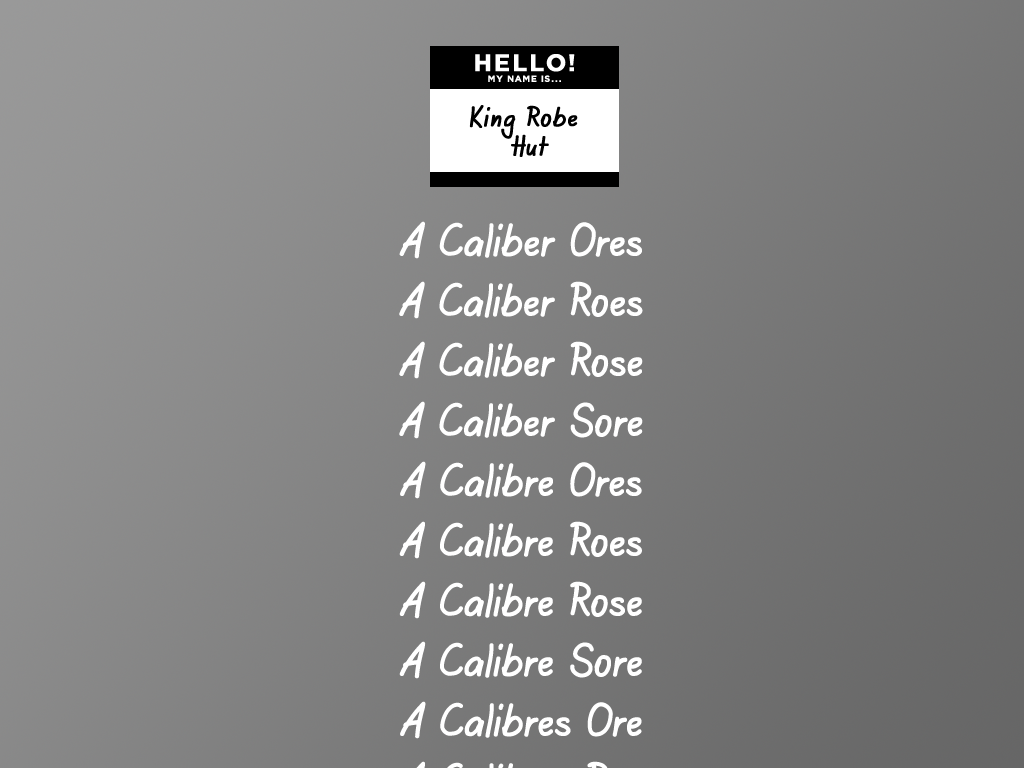 HELLO!
MY NAME IS...
King Robe
Hut
A Caliber Ores
A Caliber Roes
A Caliber Rose
A Caliber Sore
A Calibre Ores
A Calibre Roes
A Calibre Rose
A Calibre Sore
A Calibres Ore